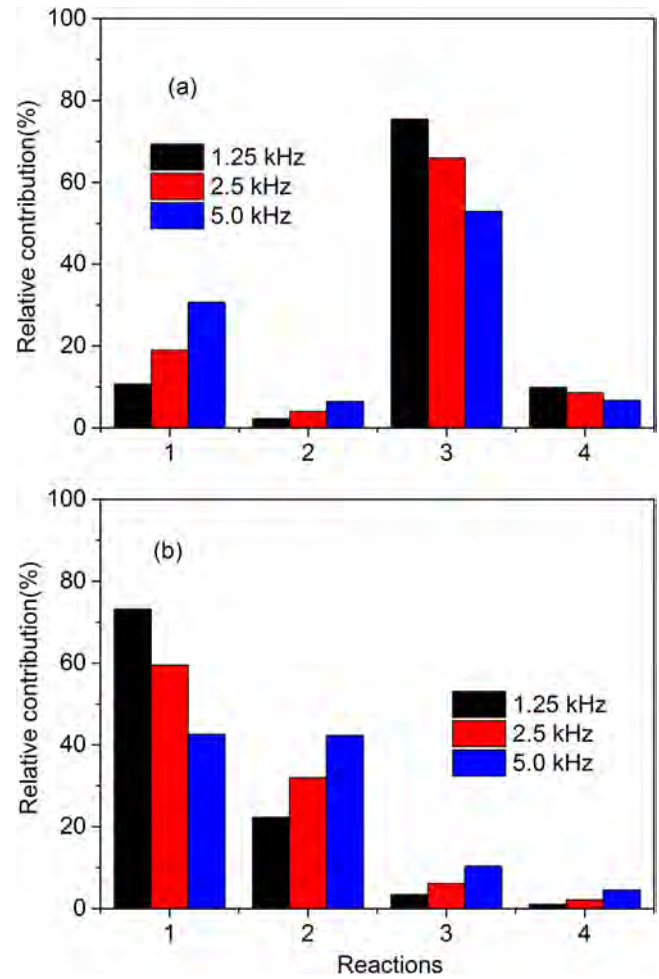 100
80
60
40
20
0
Relative contribution(%)
(a)
1.25 kHz
2.5 kHz
5.0 kHz
1 2 3 4
100
80
60
40
20
0
Relative contribution(%)
(b)
1.25 kHz
2.5 kHz
5.0 kHz
1 2 3 4
Reactions